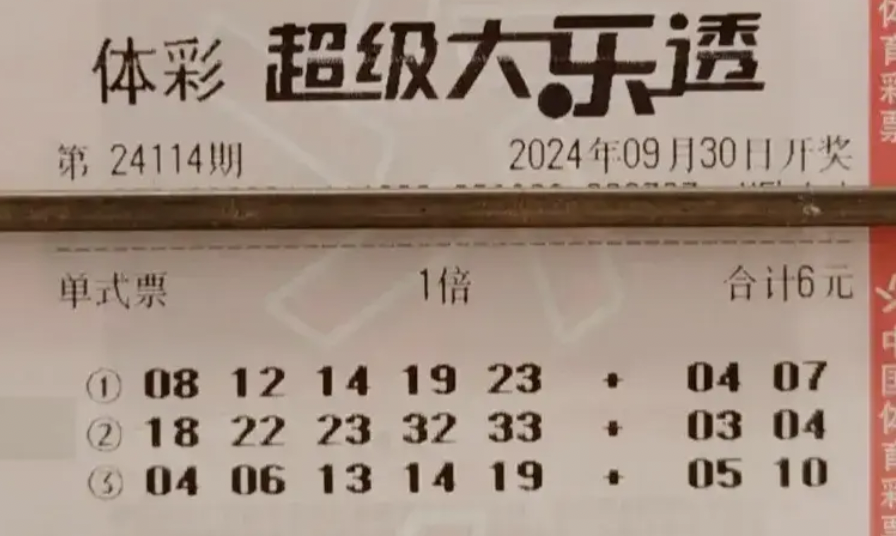 体彩 超级大乐透
第 24114期 2024年09月30日开奖
单式票 1倍 合计6元
① 08 12 14 19 23 + 04 07
② 18 22 23 32 33 + 03 04
③ 04 06 13 14 19 + 05 10
体育彩票
中国体育彩票